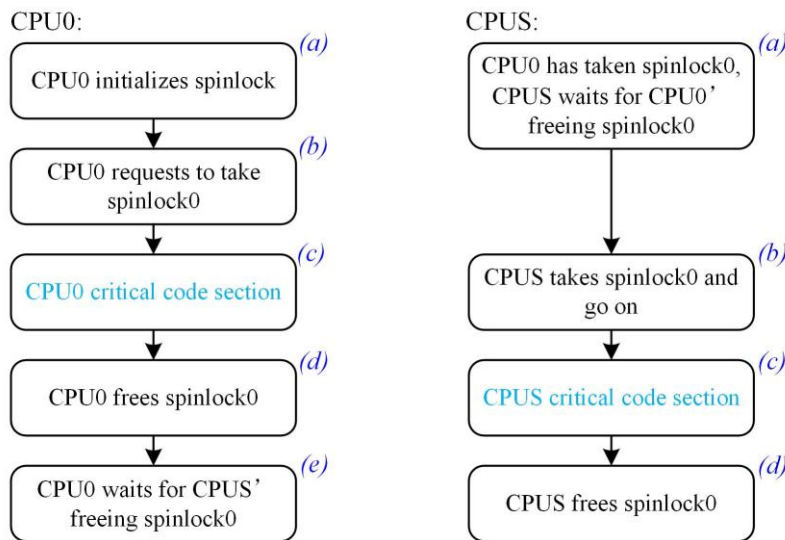 CPU0:
(a)
CPU0 initializes spinlock
(b)
CPU0 requests to take
spinlock0
(c)
CPU0 critical code section
(d)
CPU0 frees spinlock0
(e)
CPU0 waits for CPUS’
freeing spinlock0
CPUS:
(a)
CPU0 has taken spinlock0,
CPUS waits for CPU0’
freeing spinlock0
(b)
CPUS takes spinlock0 and
go on
(c)
CPUS critical code section
(d)
CPUS frees spinlock0